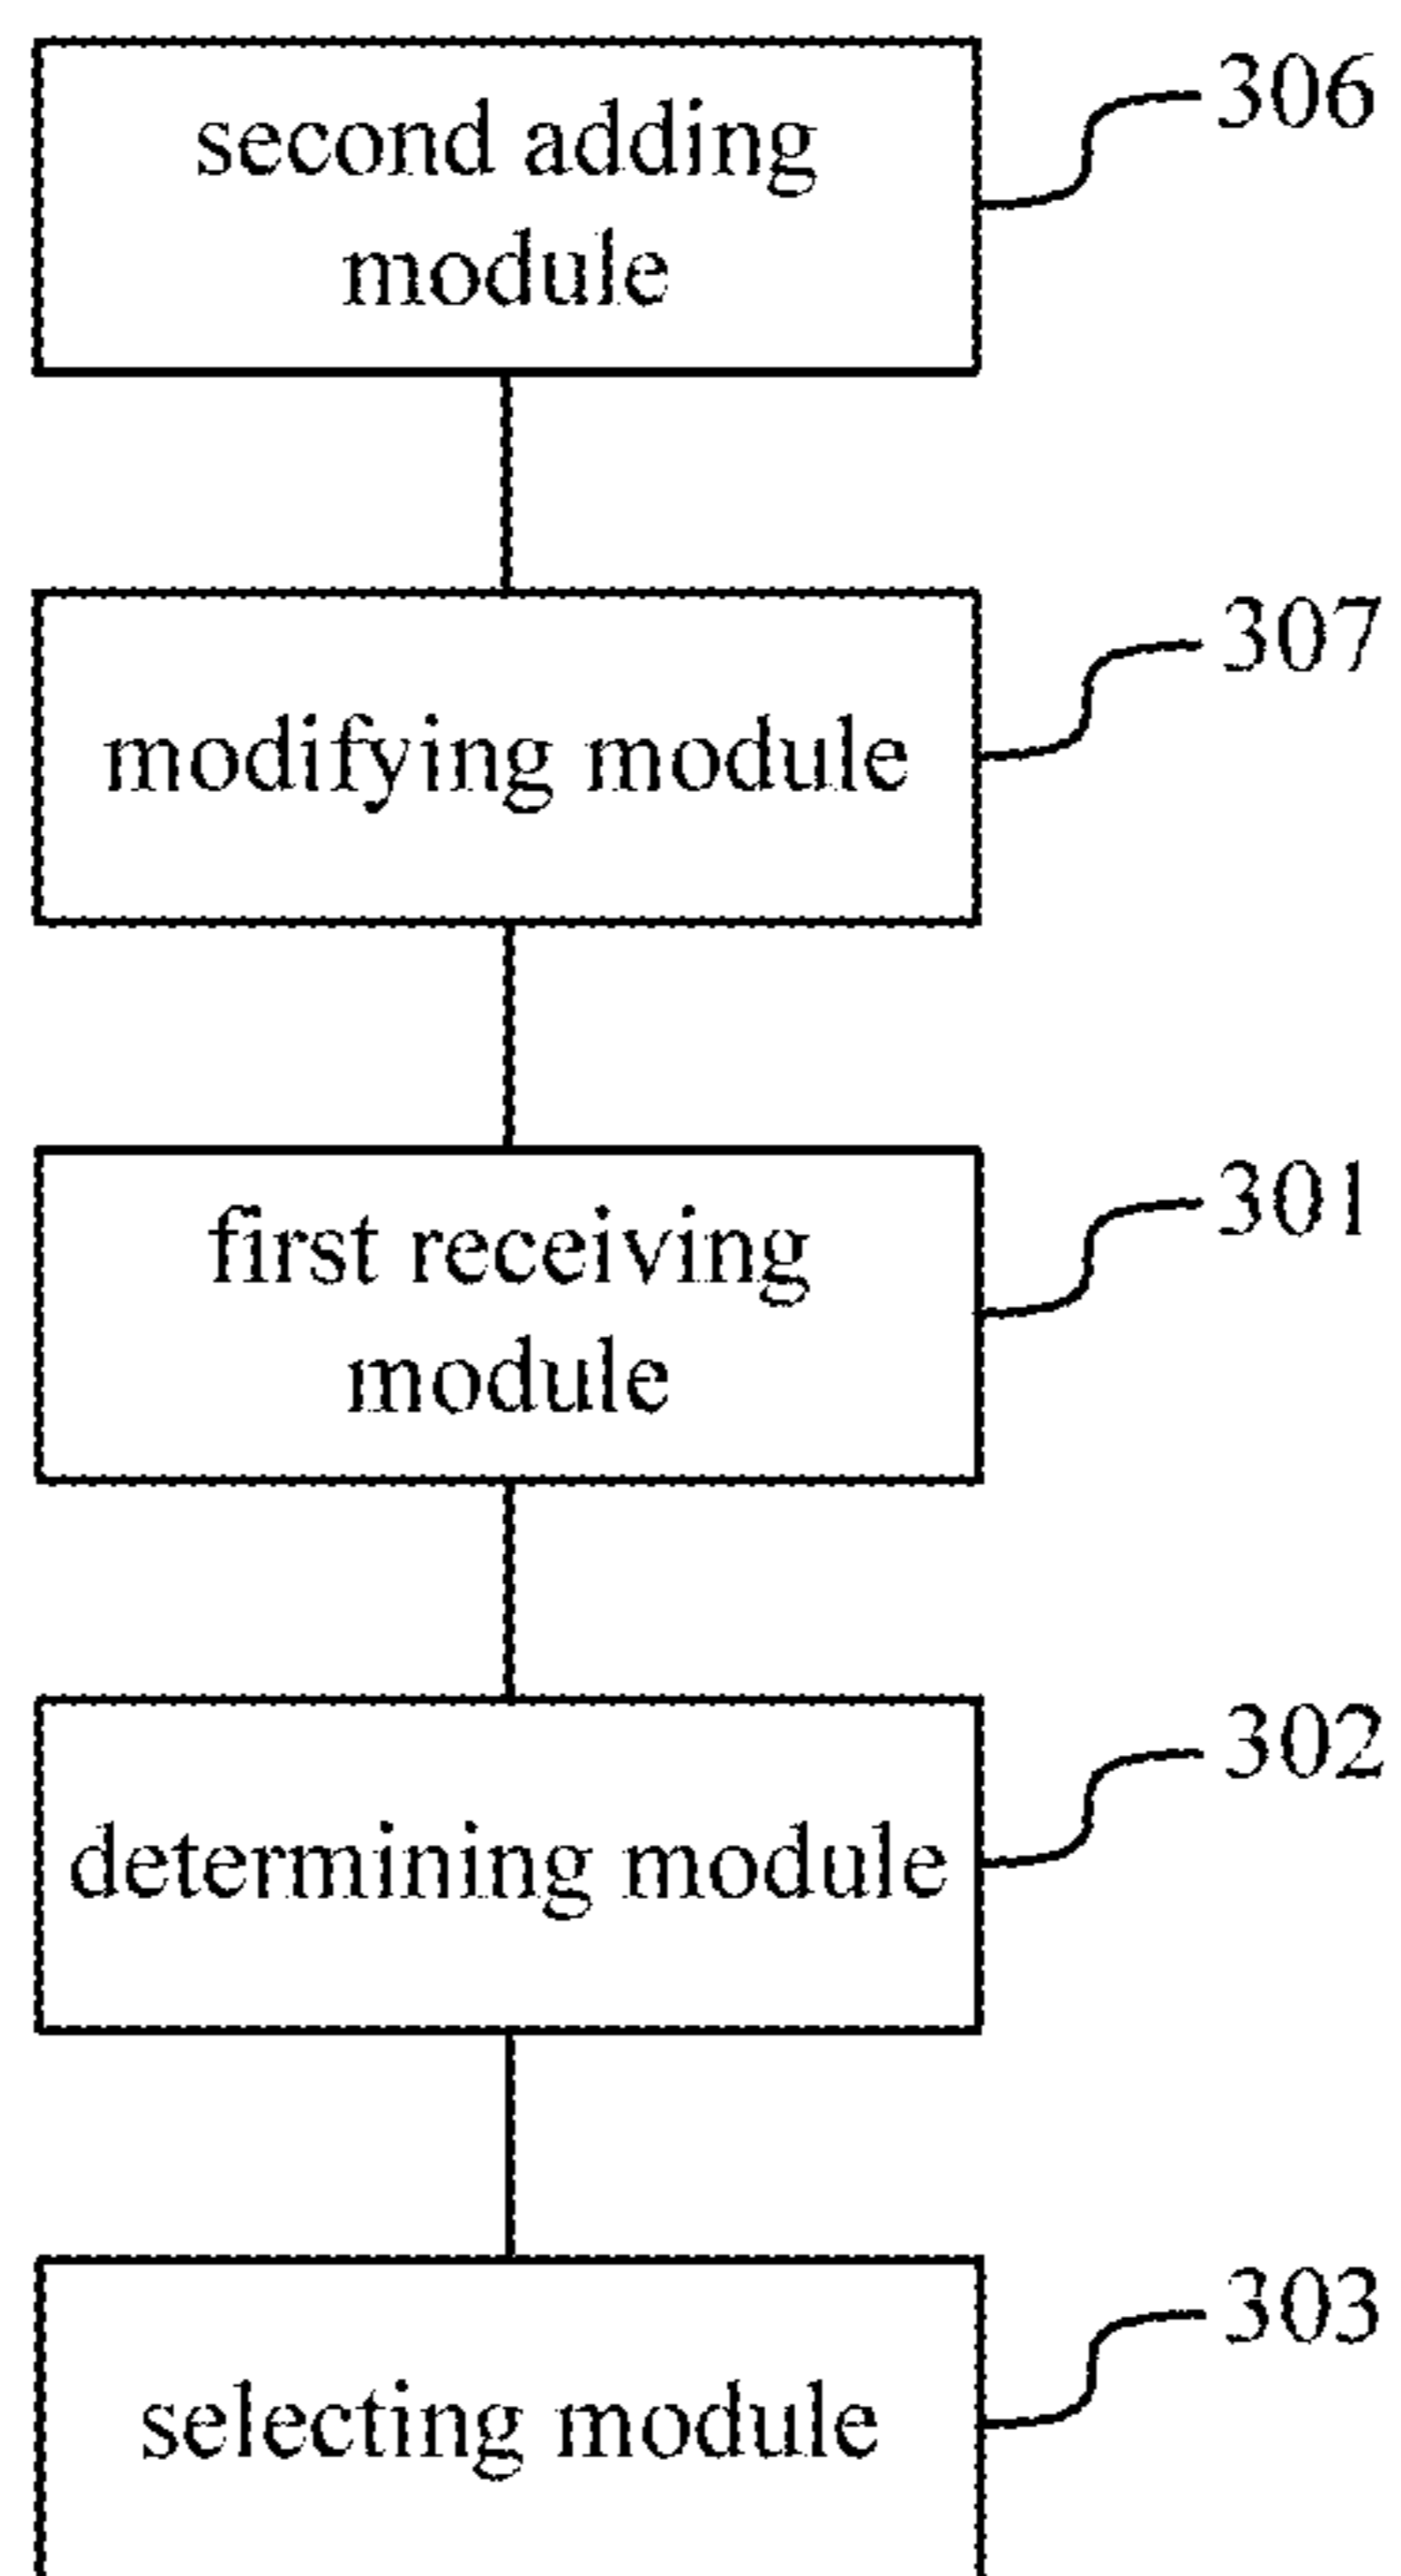 second adding
module
306
modifying module
307
first receiving
module
301
determining module
302
selecting module
303